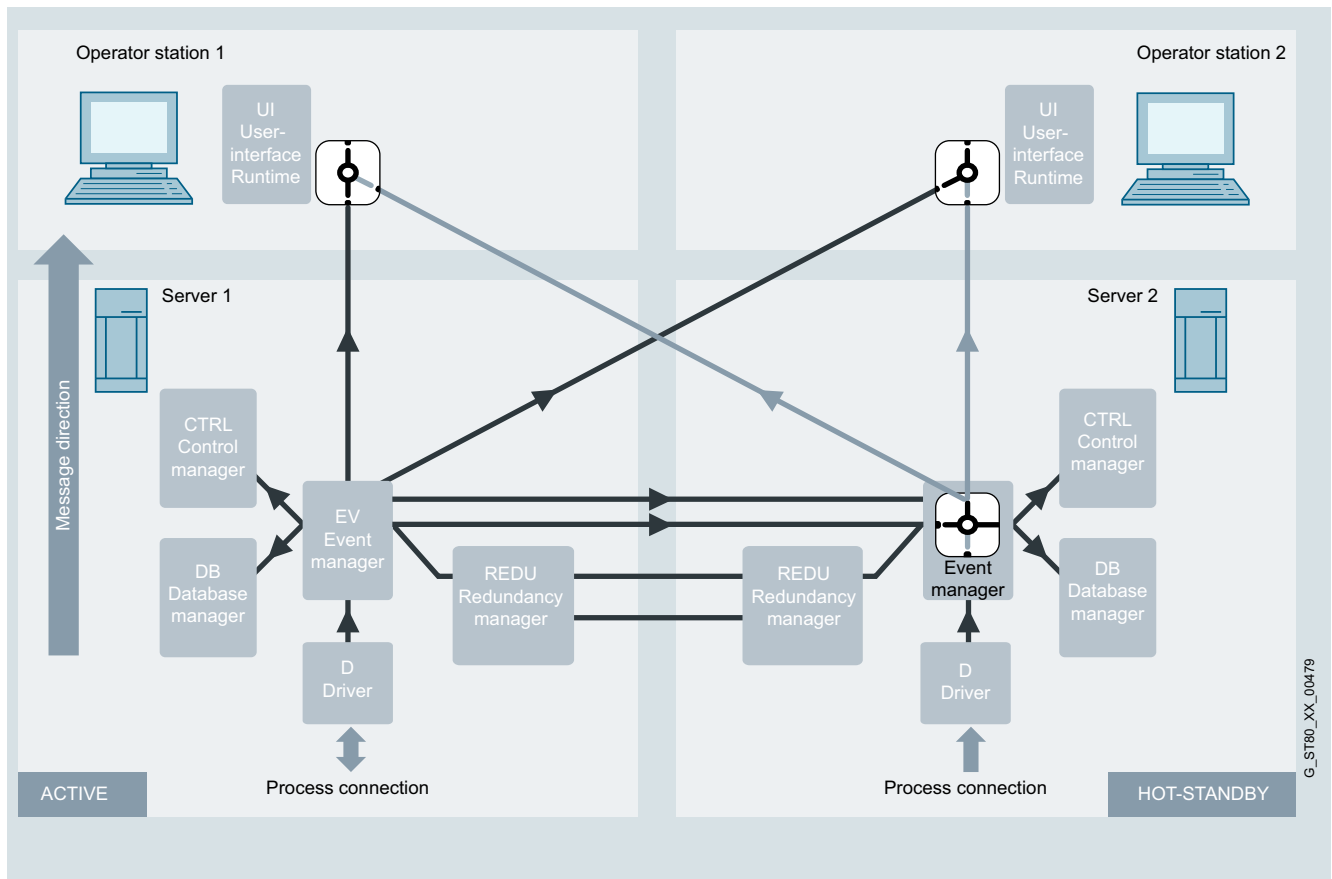 Operator station 1
Operator station 2
UI
User-
interface
Runtime
UI
User-
interface
Runtime
Message direction
Server 1
Server 2
CTRL
Control
manager
DB
Database
manager
EV
Event
manager
REDU
Redundancy
manager
D
Driver
Process connection
ACTIVE
REDU
Redundancy
manager
Event
manager
D
Driver
Process connection
CTRL
Control
manager
DB
Database
manager
HOT-STANDBY
G_ST80_XX_00479